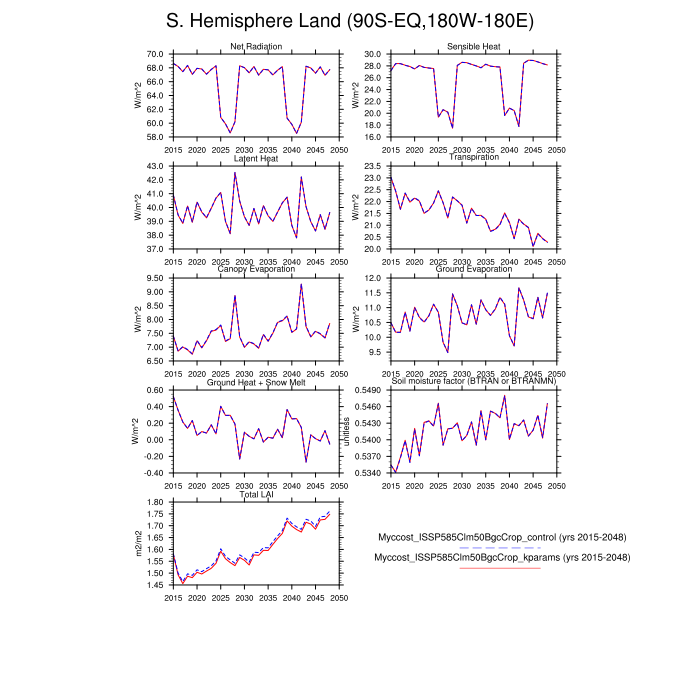 S. Hemisphere Land (90S-EQ,180W-180E)
Net Radiation
W/m^2
68.0
66.0
64.0
62.0
60.0
58.0
2015 2020 2025 2030 2035 2040 2045 2050
Sensible Heat
W/m^2
30.0
28.0
26.0
24.0
22.0
20.0
18.0
16.0
2015 2020 2025 2030 2035 2040 2045 2050
Latent Heat
W/m^2
43.0
42.0
41.0
40.0
39.0
38.0
37.0
2015 2020 2025 2030 2035 2040 2045 2050
Transpiration
W/m^2
23.5
23.0
22.5
22.0
21.5
21.0
20.5
20.0
2015 2020 2025 2030 2035 2040 2045 2050
Canopy Evaporation
W/m^2
9.50
9.00
8.50
8.00
7.50
7.00
6.50
2015 2020 2025 2030 2035 2040 2045 2050
Ground Evaporation
W/m^2
12.0
11.5
11.0
10.5
10.0
9.5
2015 2020 2025 2030 2035 2040 2045 2050
Ground Heat + Snow Melt
W/m^2
0.60
0.40
0.20
0.00
-0.20
-0.40
2015 2020 2025 2030 2035 2040 2045 2050
Soil moisture factor (BTRAN or BTRANMN)
unitless
0.5490
0.5460
0.5430
0.5400
0.5370
0.5340
2015 2020 2025 2030 2035 2040 2045 2050
Total LAI
m2/m2
1.80
1.75
1.70
1.65
1.60
1.55
1.50
1.45
2015 2020 2025 2030 2035 2040 2045 2050
Myccost_ISSP585Clm50BgcCrop_control (yrs 2015-2048)
Myccost_ISSP585Clm50BgcCrop_kparams (yrs 2015-2048)